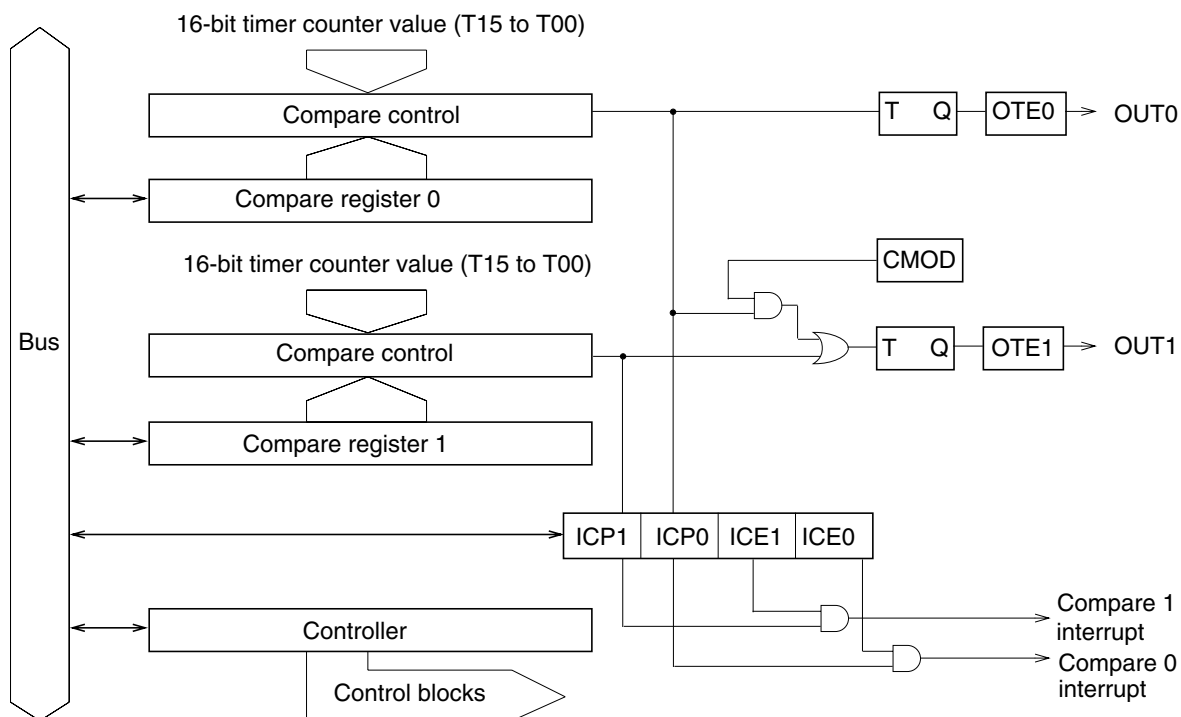 16-bit timer counter value (T15 to T00)
Compare control
T Q
OTE0
OUT0
Compare register 0
16-bit timer counter value (T15 to T00)
CMOD
Bus
Compare control
T Q
OTE1
OUT1
Compare register 1
ICP1
ICP0
ICE1
ICE0
Controller
Compare 1
interrupt
Control blocks
Compare 0
interrupt